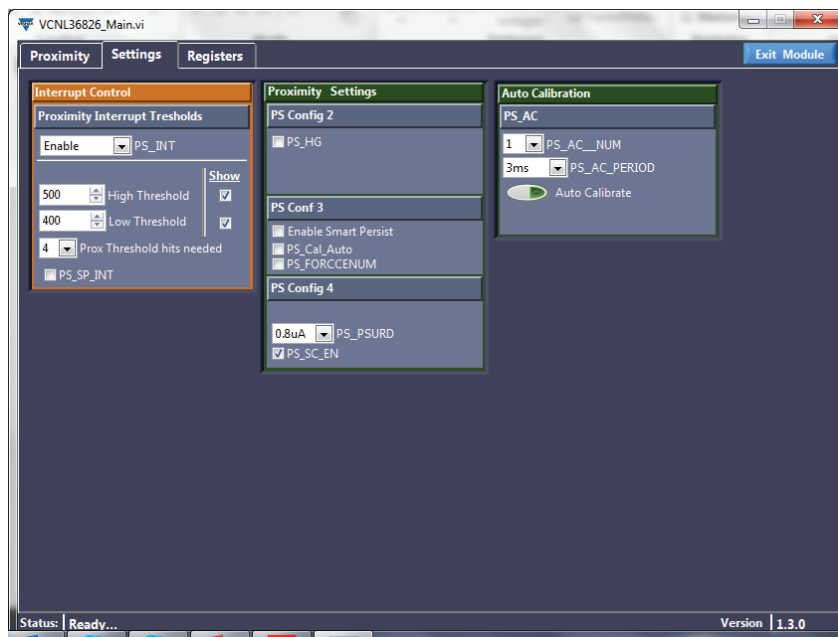 VCNL36826_Main.vi
Proximity Settings Registers Exit Module
Interrupt Control
Proximity Interrupt Tresholds
Enable PS_INT
Show
500 High Threshold
400 Low Threshold
4 Prox Threshold hits needed
PS_SP_INT
Proximity Settings
PS Config 2
PS_HG
PS Conf 3
Enable Smart Persist
PS_Cal_Auto
PS_FORCCENUM
PS Config 4
0.8uA PS_PSURD
PS_SC_EN
Auto Calibration
PS_AC
1 PS_AC__NUM
3ms PS_AC_PERIOD
Auto Calibrate
Status: Ready... Version 1.3.0